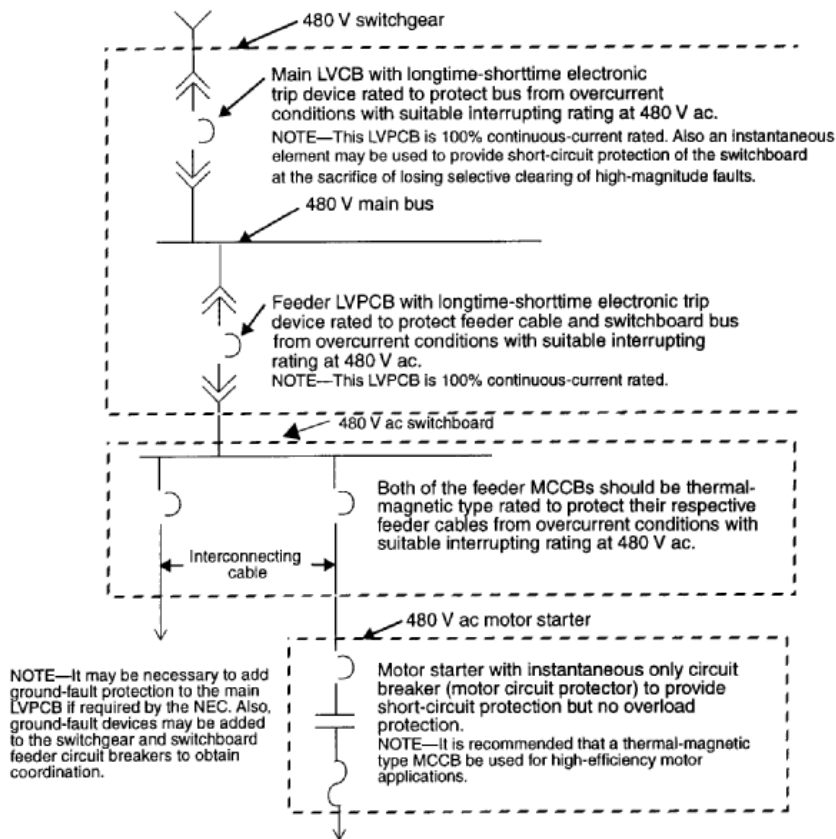 480 V switchgear
Main LVCB with longtime-shorttime electronic
trip device rated to protect bus from overcurrent
conditions with suitable interrupting rating at 480 V ac.
NOTE—This LVPCB is 100% continuous-current rated. Also an instantaneous
element may be used to provide short-circuit protection of the switchboard
at the sacrifice of losing selective clearing of high-magnitude faults.
480 V main bus
Feeder LVPCB with longtime-shorttime electronic trip
device rated to protect feeder cable and switchboard bus
from overcurrent conditions with suitable interrupting
rating at 480 V ac.
NOTE—This LVPCB is 100% continuous-current rated.
480 V ac switchboard
Both of the feeder MCCBs should be thermal-
magnetic type rated to protect their respective
feeder cables from overcurrent conditions with
suitable interrupting rating at 480 V ac.
Interconnecting
cable
480 V ac motor starter
NOTE—It may be necessary to add
ground-fault protection to the main
LVPCB if required by the NEC. Also,
ground-fault devices may be added
to the switchgear and switchboard
feeder circuit breakers to obtain
coordination.
Motor starter with instantaneous only circuit
breaker (motor circuit protector) to provide
short-circuit protection but no overload
protection.
NOTE—It is recommended that a thermal-magnetic
type MCCB be used for high-efficiency motor
applications.